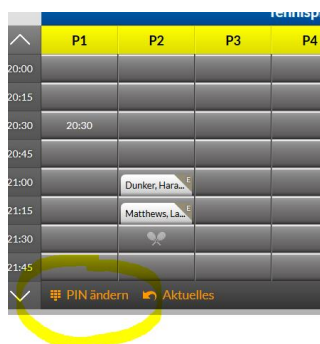 P1 P2 P3 P4
20:00
20:15
20:30 20:30
20:45
21:00 Dunker, Hara... E
21:15 Matthews, La... E
21:30
21:45
PIN ändern Aktuelles